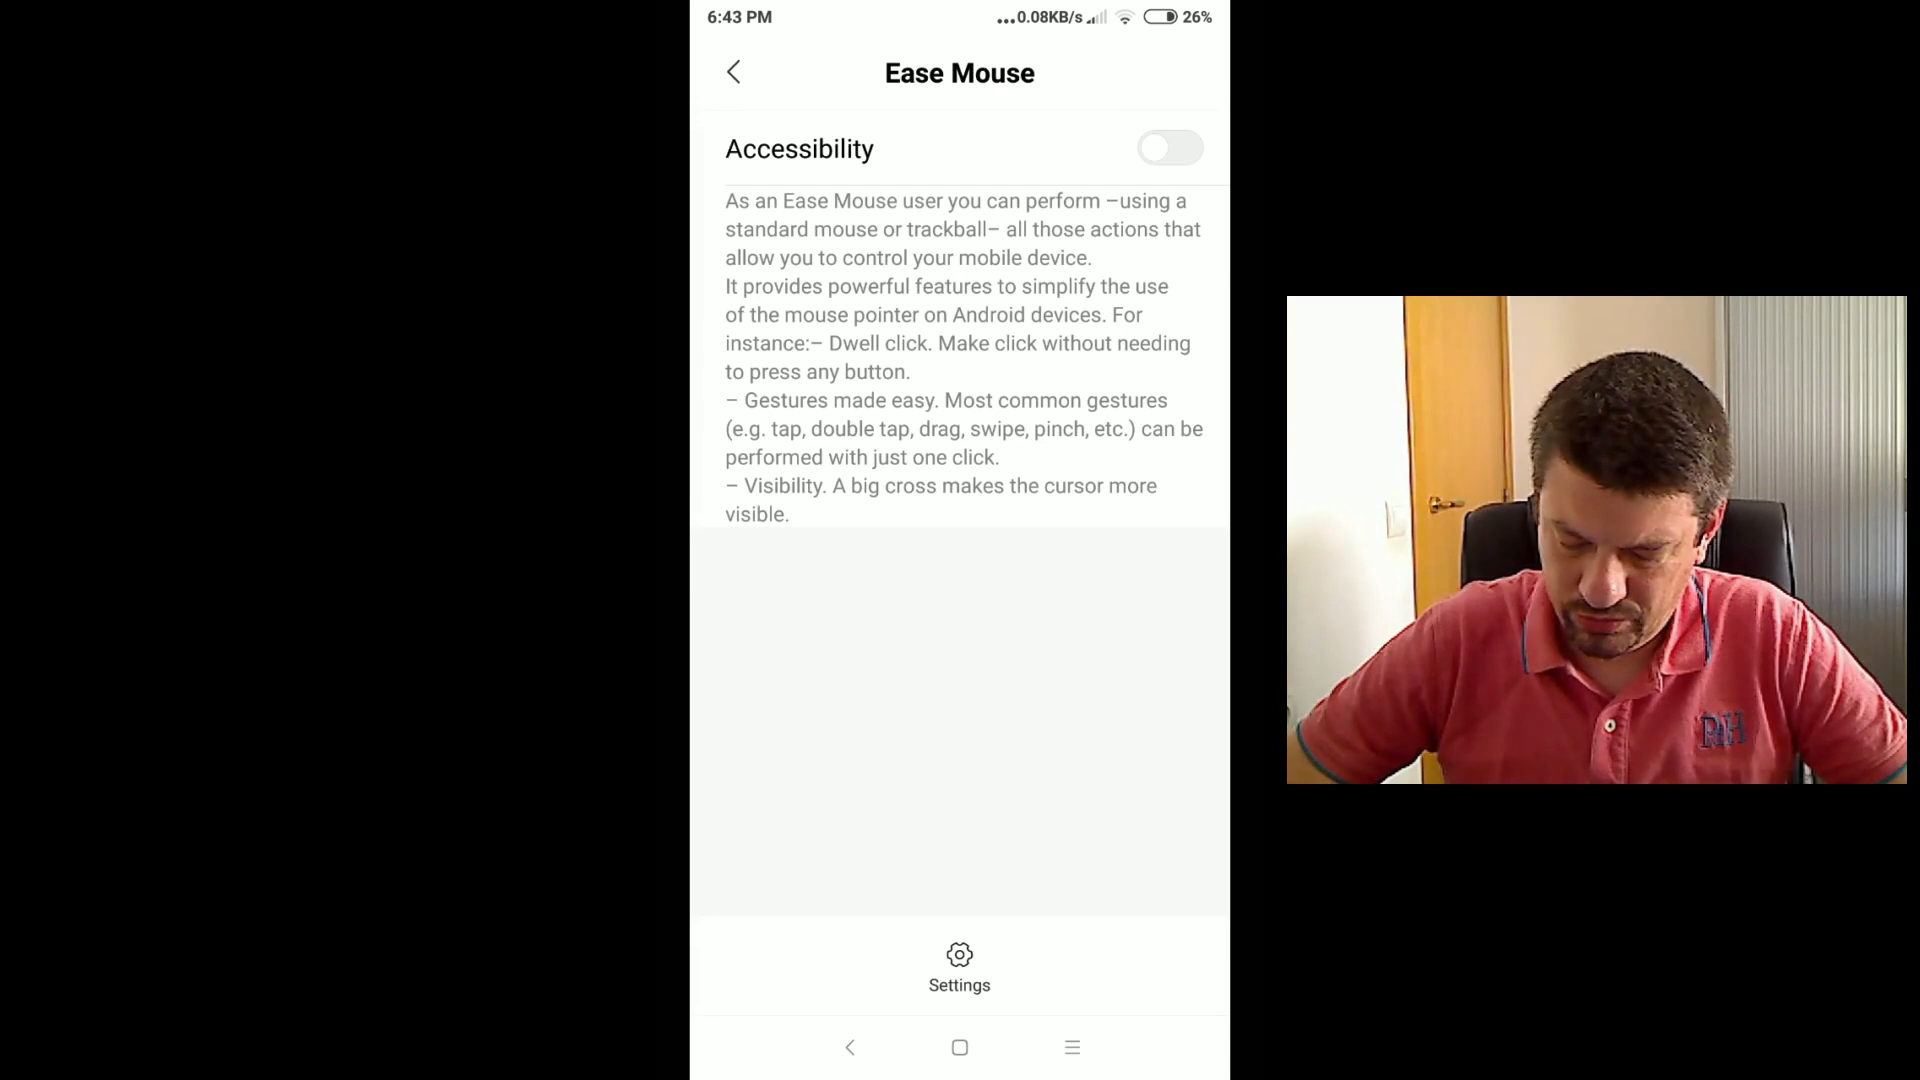 6:43 PM
...0.08KB/s
26%
Ease Mouse
Accessibility
As an Ease Mouse user you can perform –using a
standard mouse or trackball– all those actions that
allow you to control your mobile device.
It provides powerful features to simplify the use
of the mouse pointer on Android devices. For
instance:– Dwell click. Make click without needing
to press any button.
– Gestures made easy. Most common gestures
(e.g. tap, double tap, drag, swipe, pinch, etc.) can be
performed with just one click.
– Visibility. A big cross makes the cursor more
visible.
Settings